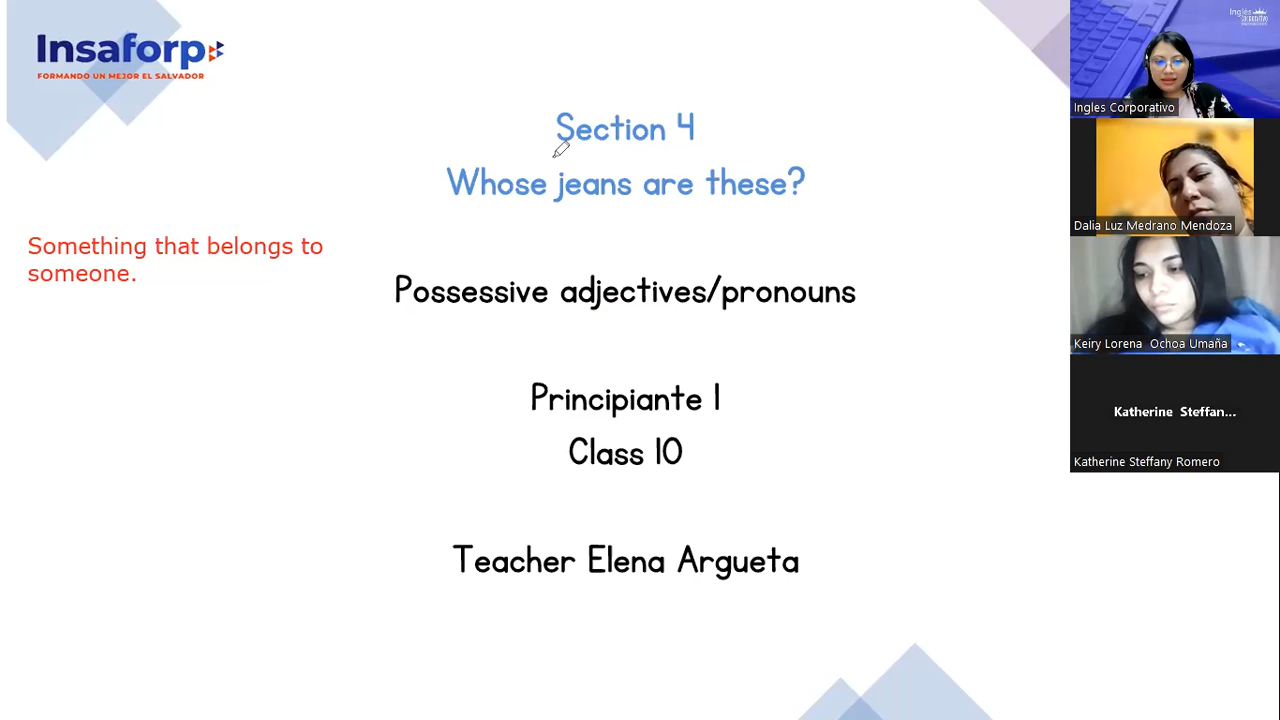 Insaforp
FORMANDO UN MEJOR EL SALVADOR
Section 4
Whose jeans are these?
Something that belongs to
someone.
Possessive adjectives/pronouns
Principiante 1
Class 10
Teacher Elena Argueta
Inglés
Ingles Corporativo
Dalia Luz Medrano Mendoza
Keiry Lorena Ochoa Umaña
Katherine Steffan...
Katherine Steffany Romero